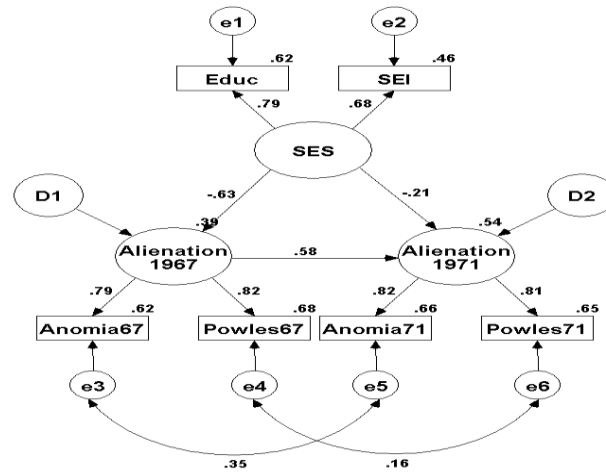 e1
e2
.62
.46
Educ
SEI
.79
.68
SES
-.63
-.21
D1
D2
.39
.54
Alienation
1967
Alienation
1971
.58
.79
.82
.82
.81
.62
.68
.66
.65
Anomia67
Powles67
Anomia71
Powles71
e3
e4
e5
e6
.35
.16